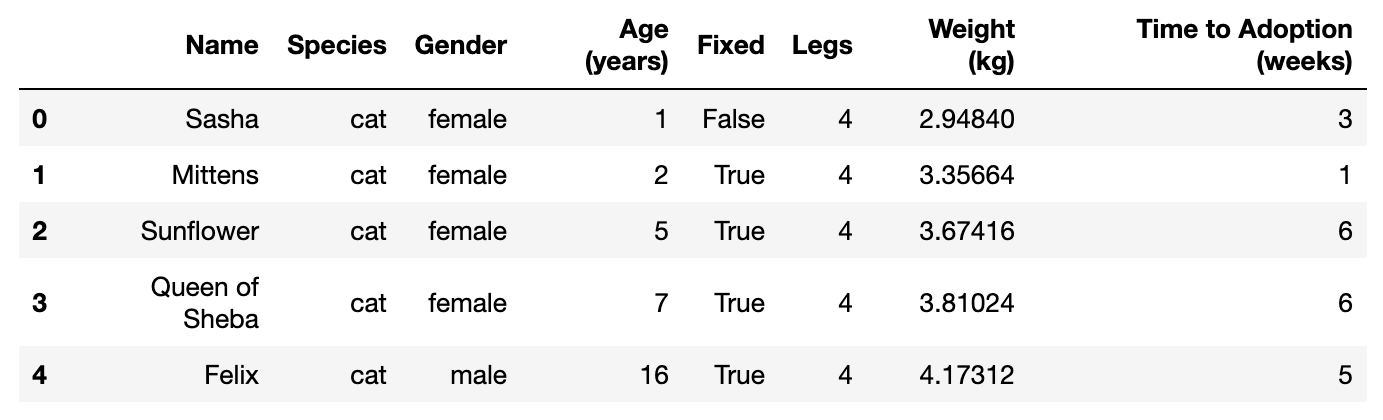 Name Species Gender Age (years) Fixed Legs Weight (kg) Time to Adoption (weeks)
0 Sasha cat female 1 False 4 2.94840 3
1 Mittens cat female 2 True 4 3.35664 1
2 Sunflower cat female 5 True 4 3.67416 6
3 Queen of Sheba cat female 7 True 4 3.81024 6
4 Felix cat male 16 True 4 4.17312 5